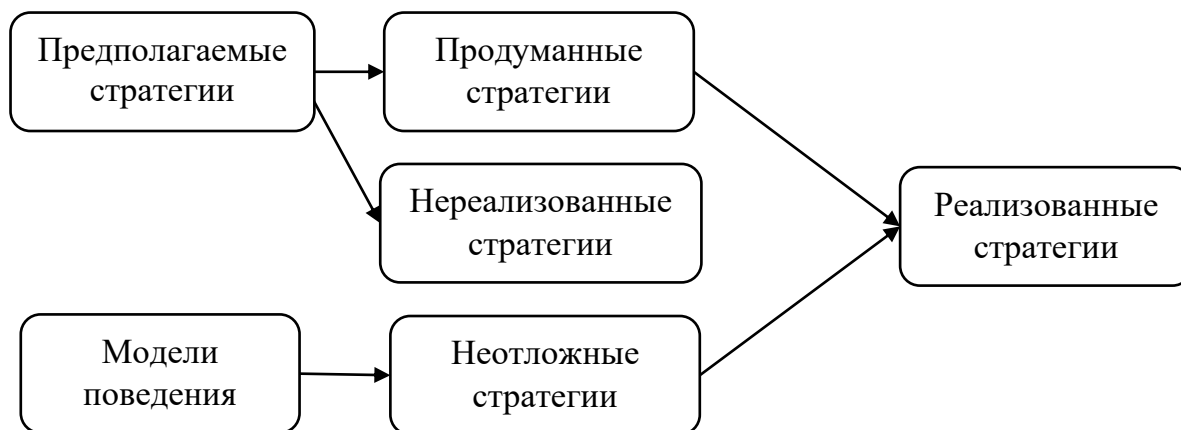 Предполагаемые
стратегии
Продуманные
стратегии
Нереализованные
стратегии
Реализованные
стратегии
Модели
поведения
Неотложные
стратегии